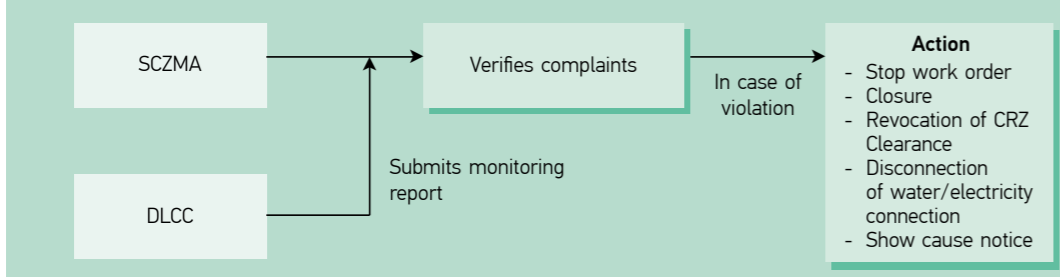 SCZMA
Verifies complaints
In case of
violation
Action
- Stop work order
- Closure
- Revocation of CRZ
Clearance
- Disconnection
of water/electricity
connection
- Show cause notice
Submits monitoring
report
DLCC